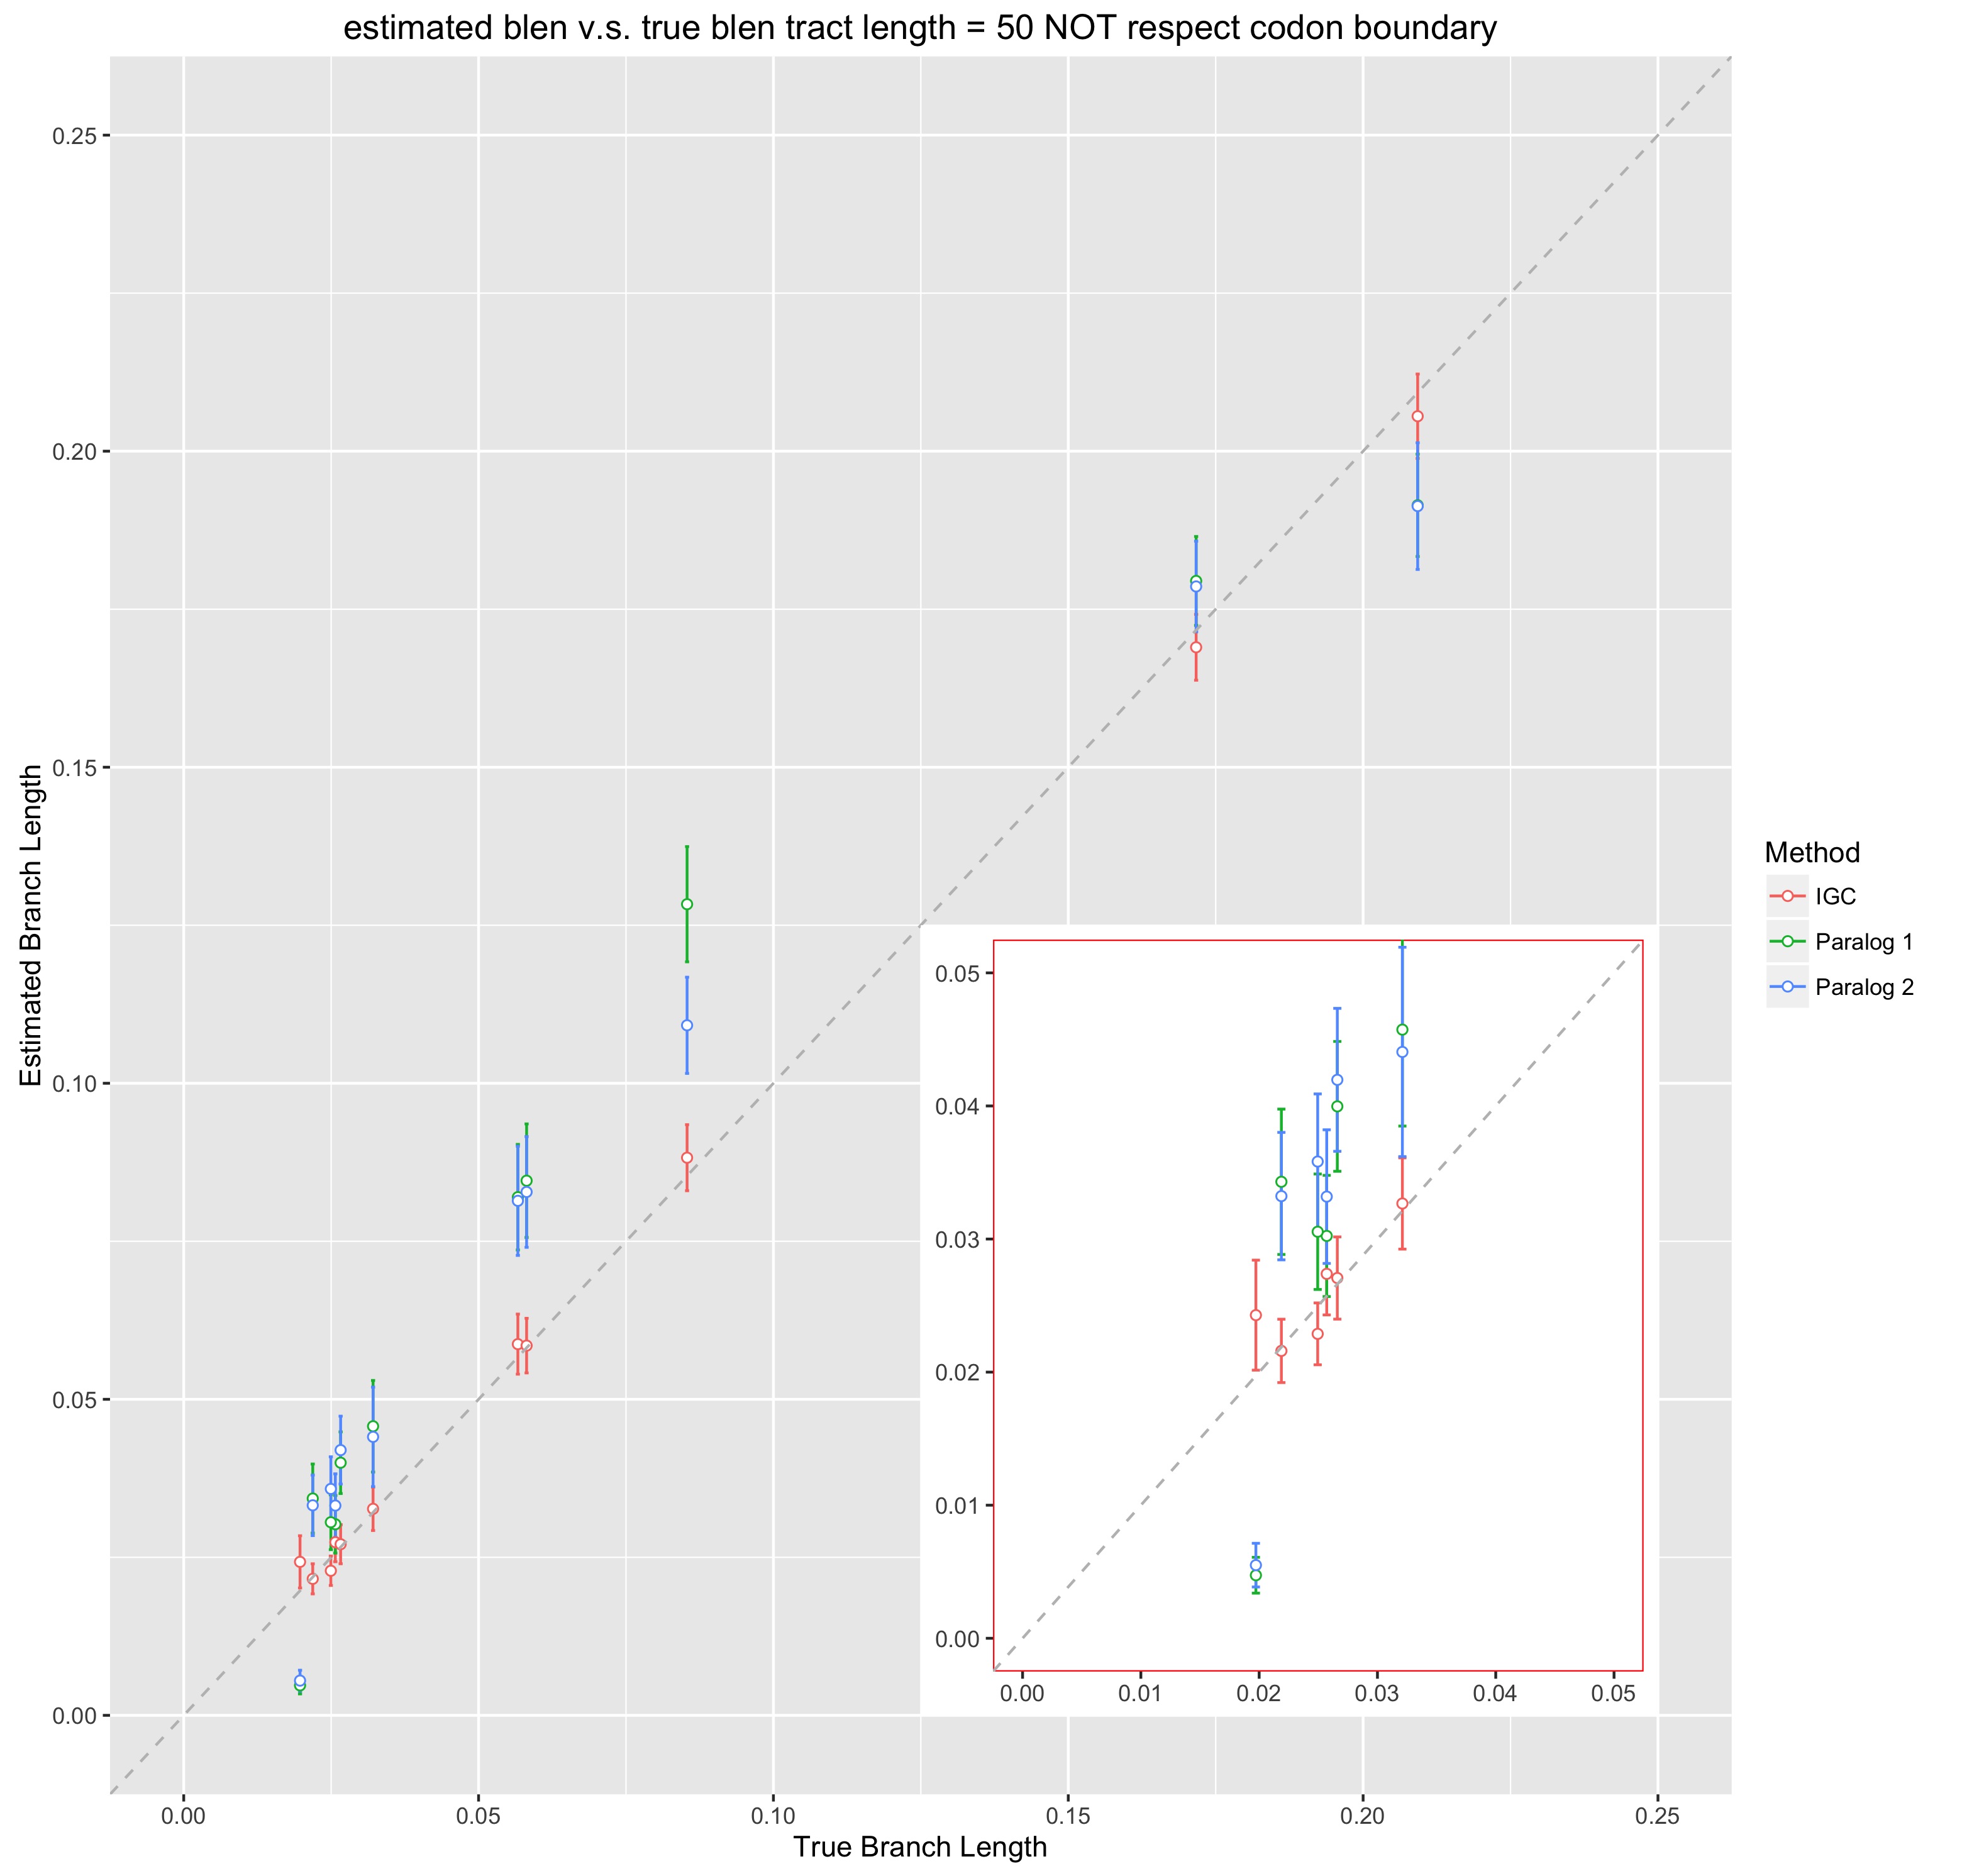 estimated blen v.s. true blen tract length = 50 NOT respect codon boundary
Estimated Branch Length
0.25
0.20
0.15
0.10
0.05
0.00
0.00 0.05 0.10 0.15 0.20 0.25
True Branch Length
0.05
0.04
0.03
0.02
0.01
0.00
0.00 0.01 0.02 0.03 0.04 0.05
Method
IGC
Paralog 1
Paralog 2